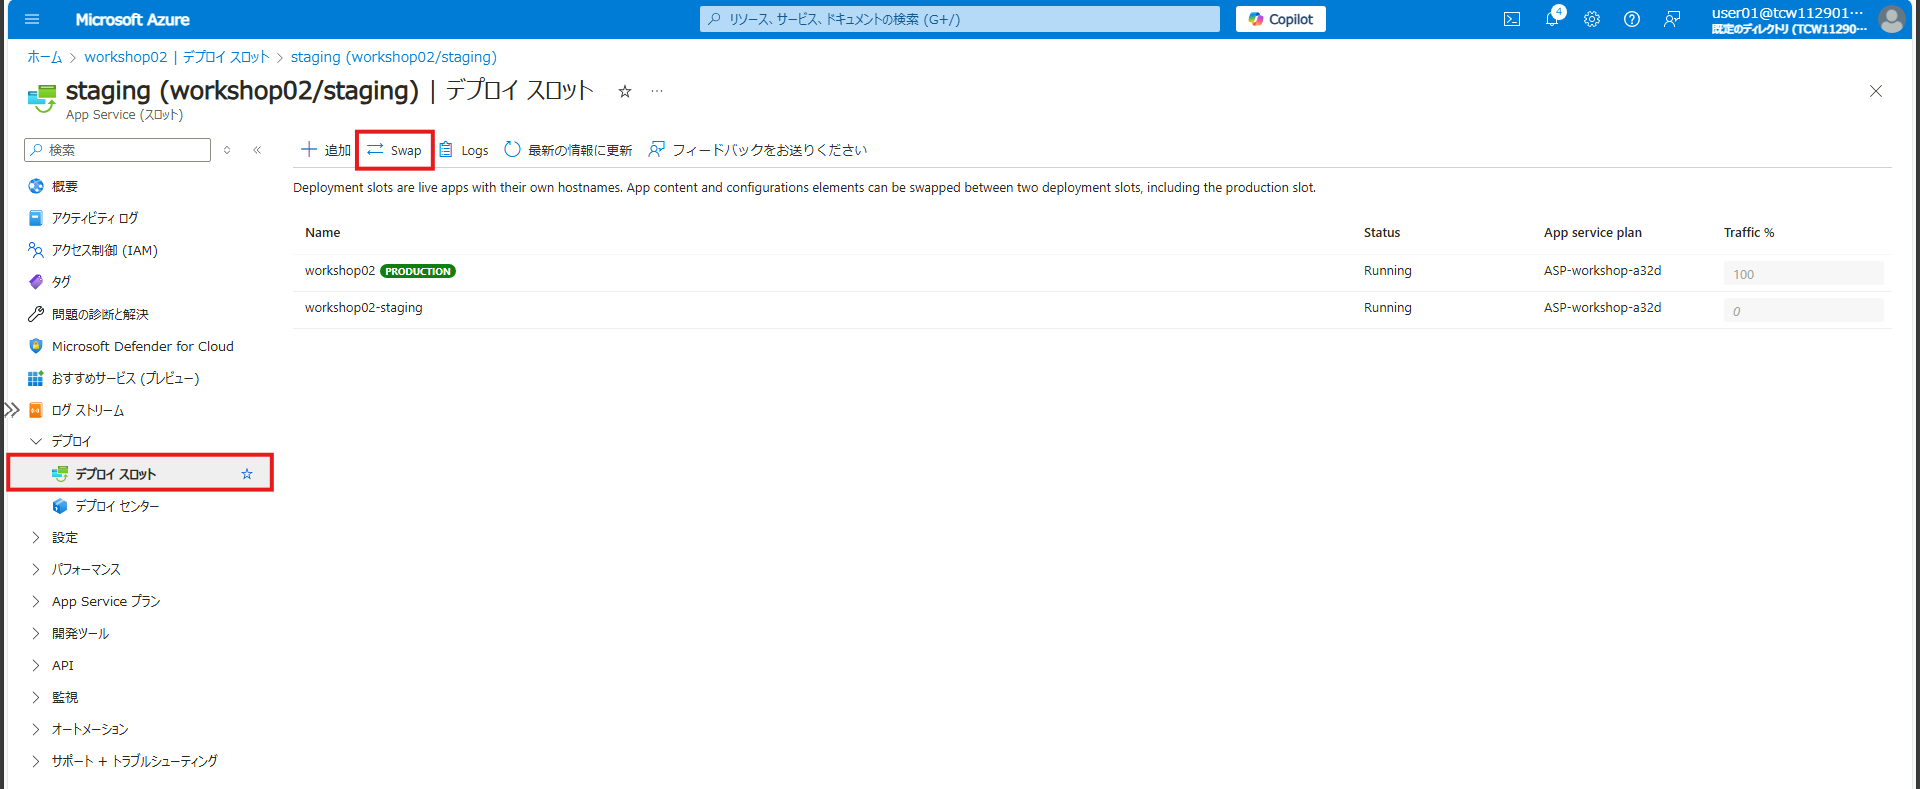 Microsoft Azure
リソース、サービス、ドキュメントの検索 (G+/)
Copilot
4
user01@tcw112901…
既定のディレクトリ (TCW11290…
ホーム > workshop02 | デプロイ スロット > staging (workshop02/staging)
staging (workshop02/staging) | デプロイ スロット
App Service (スロット)
検索
追加 Swap Logs 最新の情報に更新 フィードバックをお送りください
概要
アクティビティ ログ
アクセス制御 (IAM)
タグ
問題の診断と解決
Microsoft Defender for Cloud
おすすめサービス (プレビュー)
ログ ストリーム
デプロイ
デプロイ スロット
デプロイ センター
設定
パフォーマンス
App Service プラン
開発ツール
API
監視
オートメーション
サポート + トラブルシューティング
Deployment slots are live apps with their own hostnames. App content and configurations elements can be swapped between two deployment slots, including the production slot.
Name Status App service plan Traffic %
workshop02 PRODUCTION Running ASP-workshop-a32d 100
workshop02-staging Running ASP-workshop-a32d 0